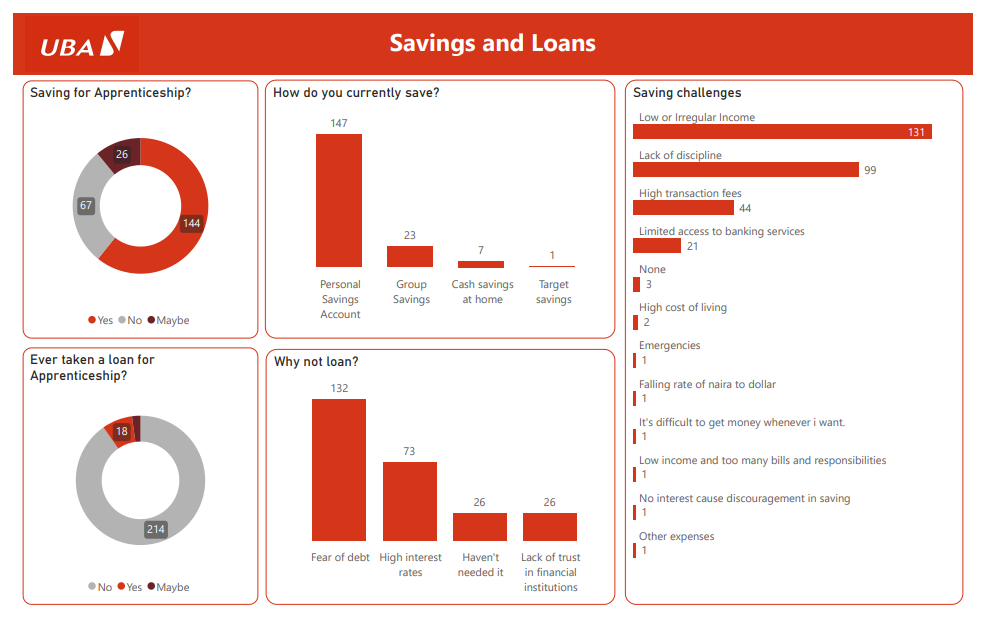 UBA
Savings and Loans
Saving for Apprenticeship?
26
67
144
Yes No Maybe
How do you currently save?
147
23
7
1
Personal
Savings
Account
Group
Savings
Cash savings
at home
Target
savings
Saving challenges
Low or Irregular Income
131
Lack of discipline
99
High transaction fees
44
Limited access to banking services
21
None
3
High cost of living
2
Emergencies
1
Falling rate of naira to dollar
1
It's difficult to get money whenever i want.
1
Low income and too many bills and responsibilities
1
No interest cause discouragement in saving
1
Other expenses
1
Ever taken a loan for
Apprenticeship?
18
214
No Yes Maybe
Why not loan?
132
73
26
26
Fear of debt
High interest
rates
Haven't
needed it
Lack of trust
in financial
institutions